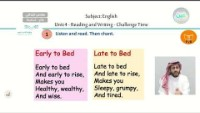 Subject: English
Unit 4 - Reading and Writing - Challenge Time
1 Listen and read. Then chant.
Early to Bed
Early to bed
And early to rise,
Makes you
Healthy, wealthy,
And wise.
Late to Bed
Late to bed
And late to rise,
Makes you
Sleepy, grumpy,
And tired.